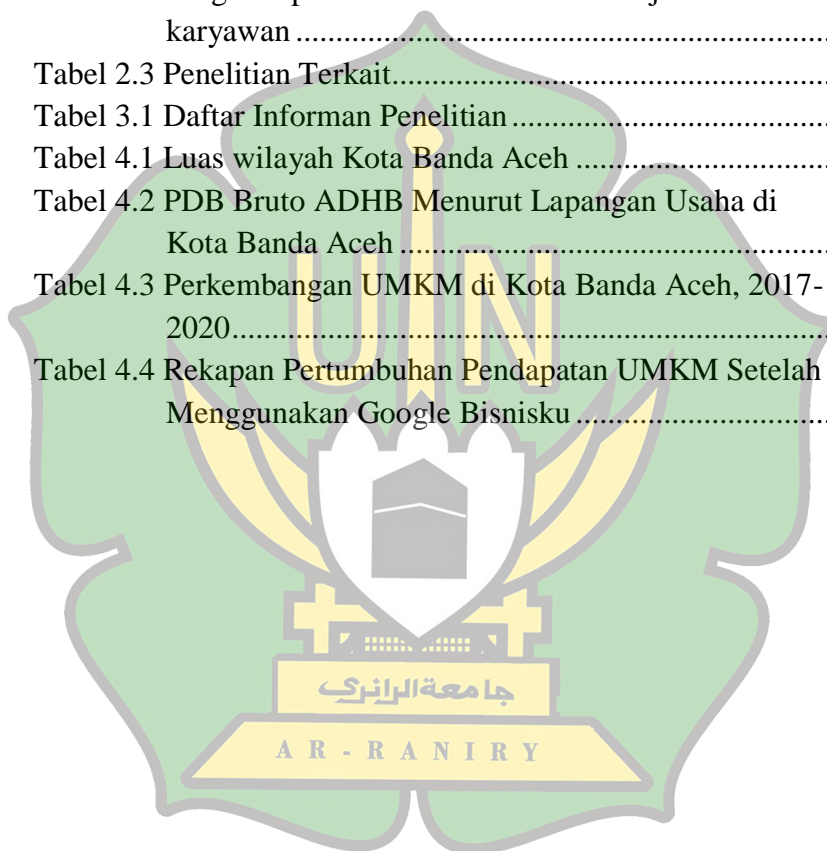 karyawan ................................................
Tabel 2.3 Penelitian Terkait................................................
Tabel 3.1 Daftar Informan Penelitian ................................................
Tabel 4.1 Luas wilayah Kota Banda Aceh ................................................
Tabel 4.2 PDB Bruto ADHB Menurut Lapangan Usaha di
Kota Banda Aceh ................................................
Tabel 4.3 Perkembangan UMKM di Kota Banda Aceh, 2017-
2020................................................
Tabel 4.4 Rekapan Pertumbuhan Pendapatan UMKM Setelah
Menggunakan Google Bisnisku ................................................
UIN
جامعة الرانري
AR-RANIRY